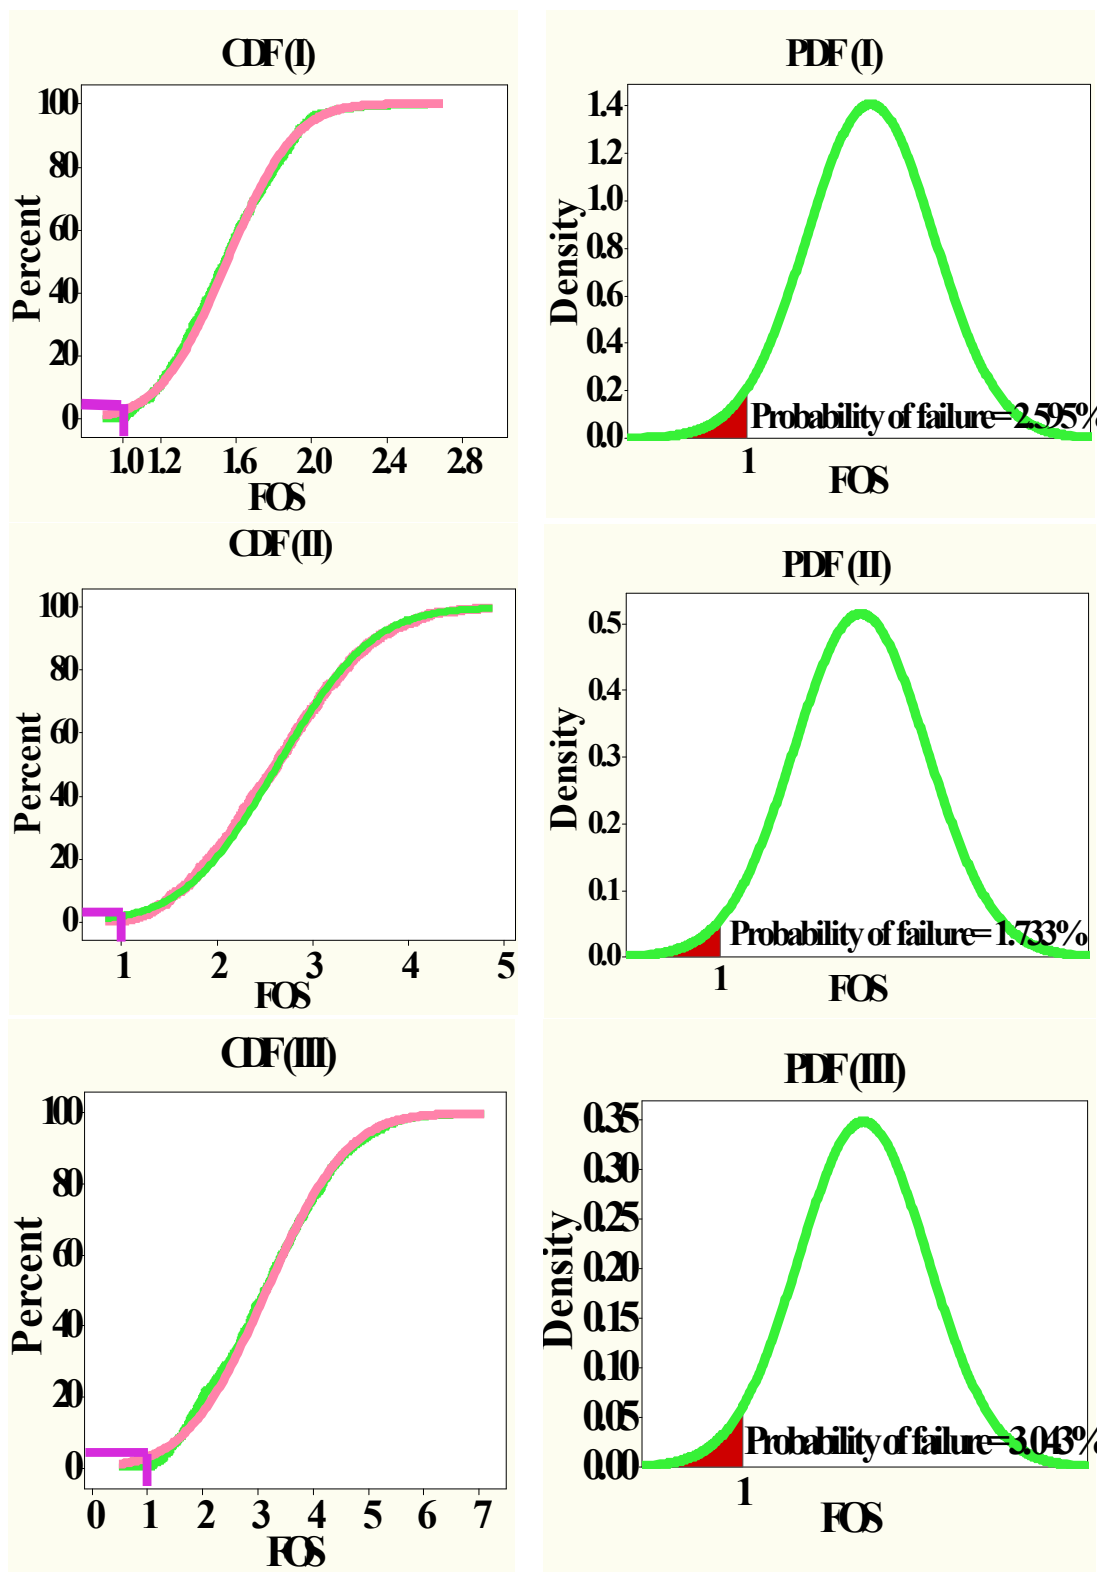 CDF (I)
100
80
60
40
20
0
Percent
1.0 1.2 1.6 2.0 2.4 2.8
FOS
PDF (I)
1.4
1.2
1.0
0.8
0.6
0.4
0.2
0.0
Density
Probability of failure=2.595%
1
FOS
CDF (II)
100
80
60
40
20
0
Percent
1 2 3 4 5
FOS
PDF (II)
0.5
0.4
0.3
0.2
0.1
0.0
Density
Probability of failure=1.733%
1
FOS
CDF (III)
100
80
60
40
20
0
Percent
0 1 2 3 4 5 6 7
FOS
PDF (III)
0.35
0.30
0.25
0.20
0.15
0.10
0.05
0.00
Density
Probability of failure=3.043%
1
FOS